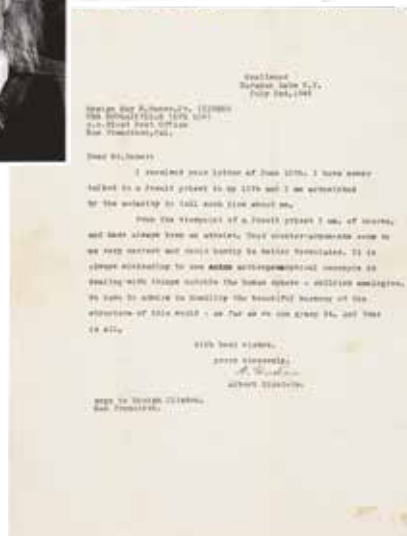 Knollwood
Saranac Lake N.Y.
July 2nd, 1945
Ensign Guy H. Raner, Jr.
Fleet Post Office
San Francisco, Cal.
Dear Mr. Raner:
I received your letter of June 10th. I have never
talked to a Jesuit priest in my life and I am astonished
by the audacity to tell such lies about me.
From the viewpoint of a Jesuit priest I am, of course,
and have always been an atheist. Your counter-arguments seem to
me very correct and could hardly be better formulated. It is
always misleading to use anthropomorphical concepts in
dealing with things outside the human sphere - childish analogies.
We have to admire in humility the beautiful harmony of the
structure of this world - as far as we can grasp it. And that
is all.
With best wishes,
yours sincerely,
A. Einstein
Albert Einstein.
San Francisco.